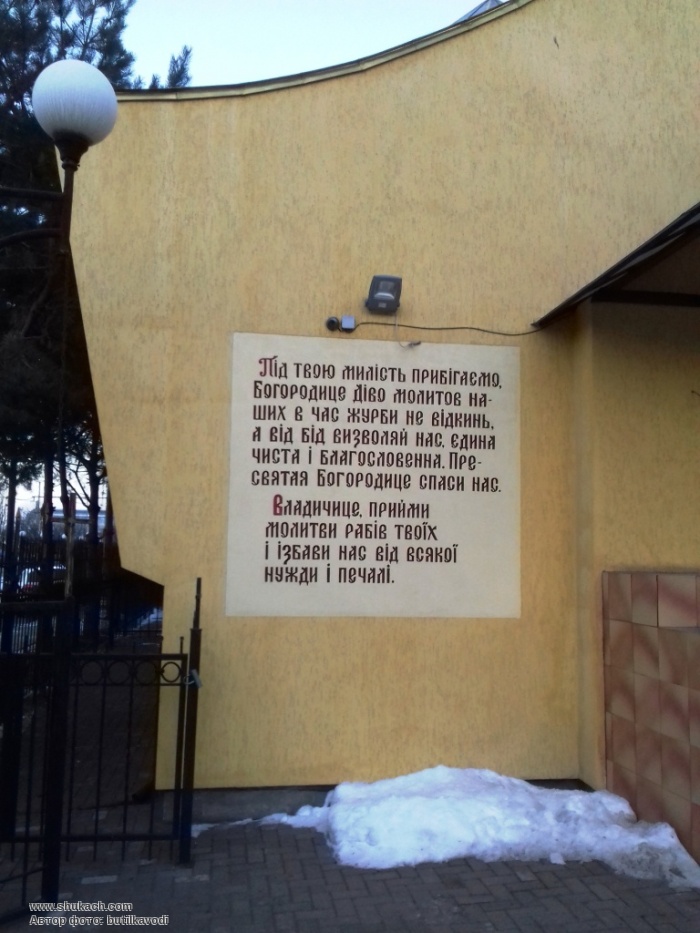 Під твою милість прибігаємо,
Богородице Діво молитов на-
ших в час журби не відкинь,
а від бід визволяй нас, Єдина
чиста і благословенна. Пре-
святая Богородице спаси нас.
Владичице, прийми
молитви рабів твоїх
і ізбави нас від всякої
нужди і печалі.
www.shukach.com
Автор фото: butilkavodi